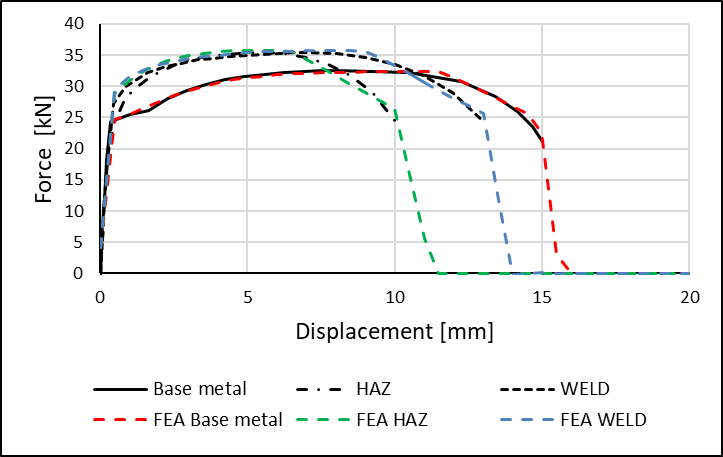 40
35
30
25
20
15
10
5
0
Force [kN]
0 5 10 15 20
Displacement [mm]
Base metal HAZ WELD
FEA Base metal FEA HAZ FEA WELD